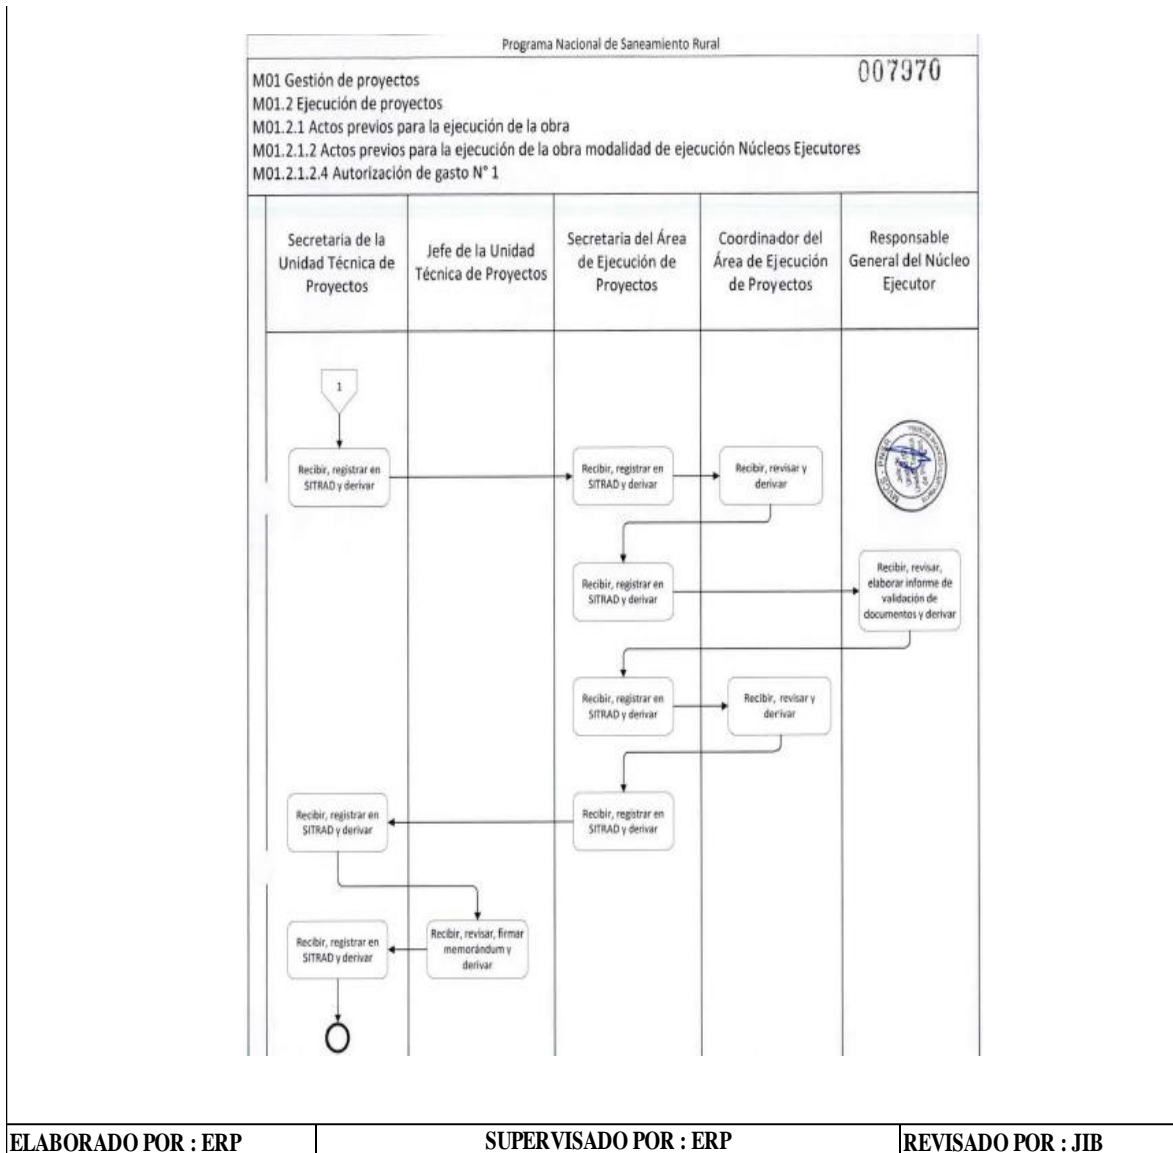 Programa Nacional de Saneamiento Rural
007970
M01 Gestión de proyectos
M01.2 Ejecución de proyectos
M01.2.1 Actos previos para la ejecución de la obra
M01.2.1.2 Actos previos para la ejecución de la obra modalidad de ejecución Núcleos Ejecutores
M01.2.1.2.4 Autorización de gasto N° 1
Secretaria de la
Unidad Técnica de
Proyectos
Jefe de la Unidad
Técnica de Proyectos
Secretaria del Área
de Ejecución de
Proyectos
Coordinador del
Área de Ejecución
de Proyectos
Responsable
General del Núcleo
Ejecutor
1
Recibir, registrar en
SITRAD y derivar
Recibir, registrar en
SITRAD y derivar
Recibir, revisar y
derivar
MVCS - PNSR
Recibir, registrar en
SITRAD y derivar
Recibir, revisar,
elaborar informe de
validación de
documentos y derivar
Recibir, registrar en
SITRAD y derivar
Recibir, revisar y
derivar
Recibir, registrar en
SITRAD y derivar
Recibir, registrar en
SITRAD y derivar
Recibir, registrar en
SITRAD y derivar
Recibir, revisar, firmar
memorándum y
derivar
ELABORADO POR : ERP
SUPERVISADO POR : ERP
REVISADO POR : JIB